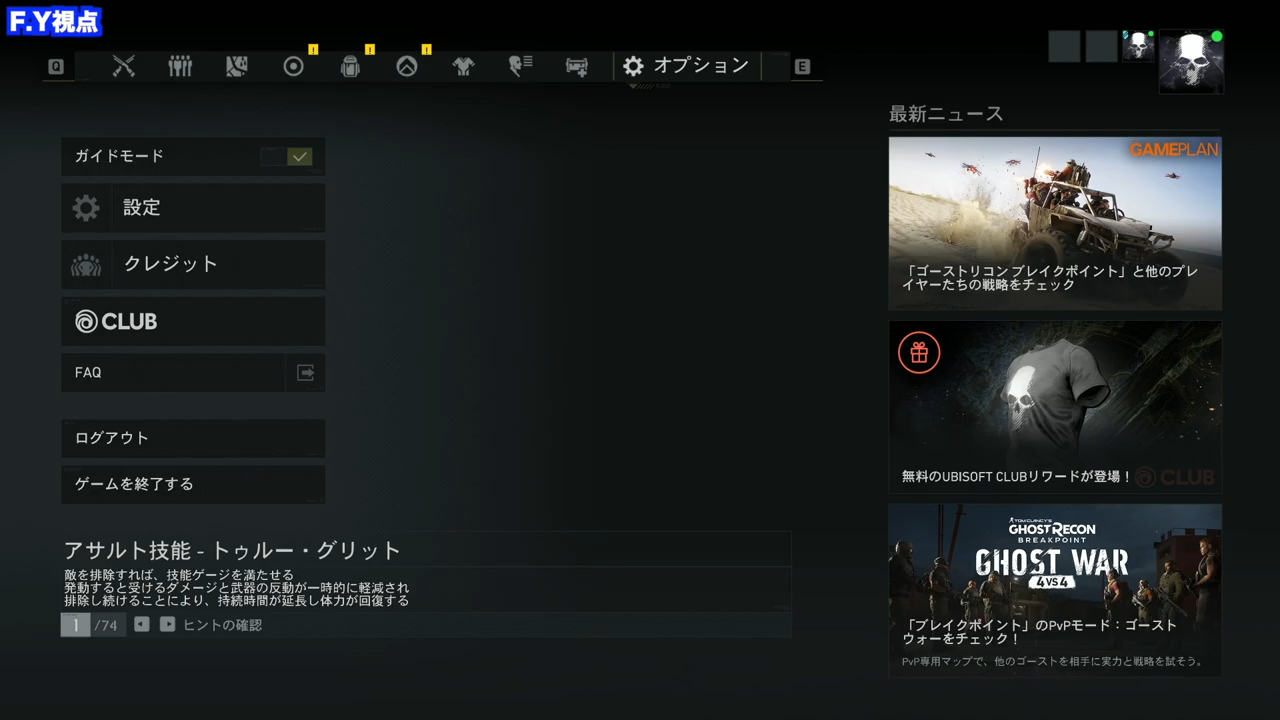 F.Y視点
Q
オプション
E
ガイドモード
設定
クレジット
CLUB
FAQ
ログアウト
ゲームを終了する
アサルト技能 - トゥルー・グリット
敵を排除すれば、技能ゲージを満たせる
発動すると受けるダメージと武器の反動が一時的に軽減され
排除し続けることにより、持続時間が延長し体力が回復する
1 /74 ヒントの確認
最新ニュース
GAMEPLAN
「ゴーストリコン ブレイクポイント」と他のプレ
イヤーたちの戦略をチェック
無料のUBISOFT CLUBリワードが登場！
CLUB
TOM CLANCY'S
GHOST RECON
BREAKPOINT
GHOST WAR
4 VS 4
「ブレイクポイント」のPvPモード：ゴースト
ウォーをチェック！
PvP専用マップで、他のゴーストを相手に実力と戦略を試そう。